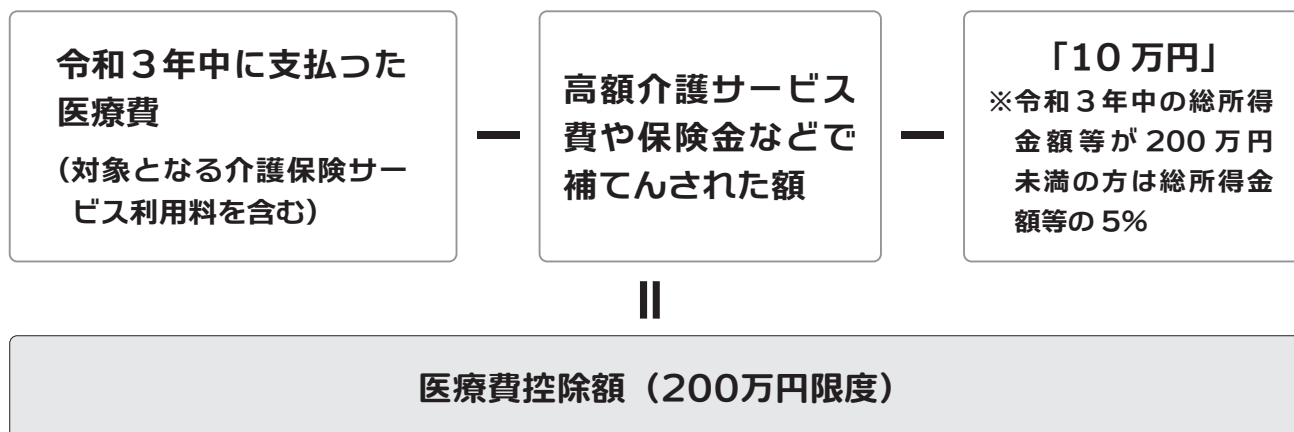 令和３年中に支払つた
医療費
（対象となる介護保険サー
ビス利用料を含む）
ー
高額介護サービス
費や保険金などで
補てんされた額
ー
「10 万円」
※令和３年中の総所得
金額等が 200 万円
未満の方は総所得金
額等の 5%
＝
医療費控除額（200万円限度）